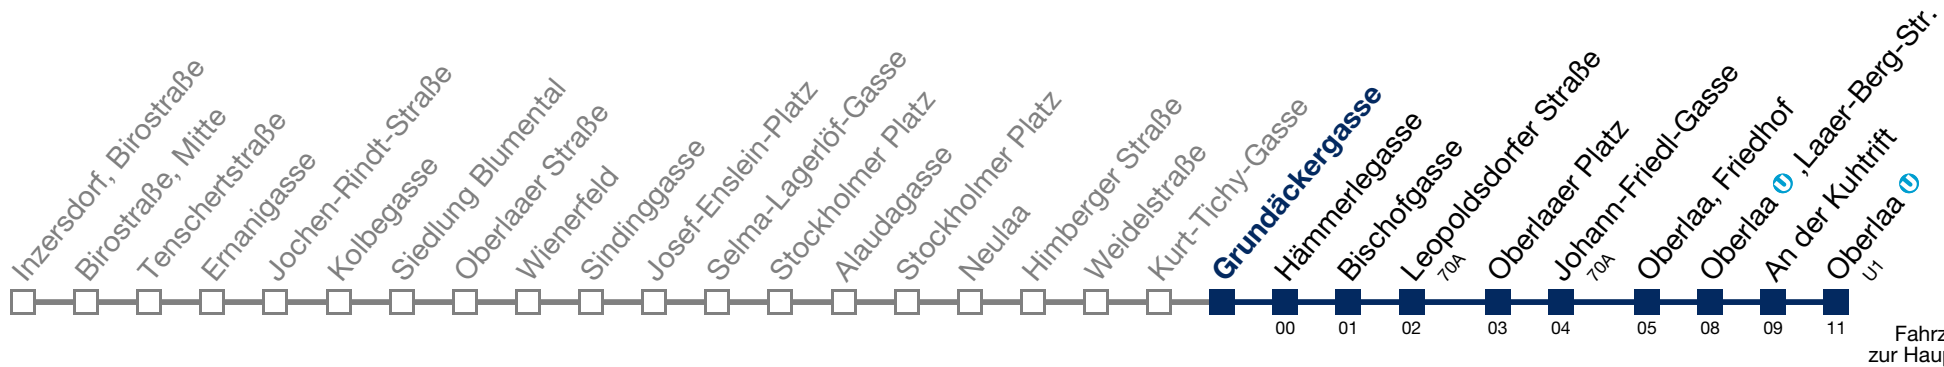 Inzersdorf, Birostraße
Birostraße, Mitte
Tenschertstraße
Ernanigasse
Jochen-Rindt-Straße
Kolbegasse
Siedlung Blumental
Oberlaaer Straße
Wienerfeld
Sindinggasse
Josef-Enslein-Platz
Selma-Lagerlöf-Gasse
Stockholmer Platz
Alaudagasse
Stockholmer Platz
Neulaa
Himberger Straße
Weidelstraße
Kurt-Tichy-Gasse
Grundäckergasse
Hämmerlegasse
Bischofgasse
Leopoldsdorfer Straße
70A
Oberlaaer Platz
Johann-Friedl-Gasse
70A
Oberlaa, Friedhof
Oberlaa U ,Laaer-Berg-Str.
An der Kuhtrift
Oberlaa U
U1
00 01 02 03 04 05 08 09 11
Fahrz
zur Haup